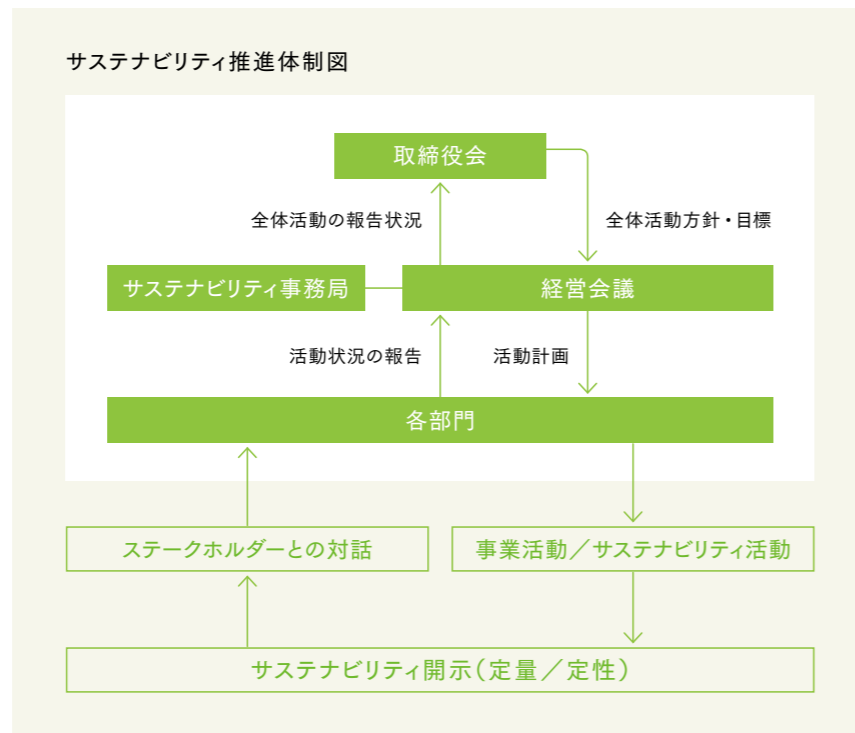 サステナビリティ推進体制図
取締役会
全体活動の報告状況
全体活動方針・目標
サステナビリティ事務局
経営会議
活動状況の報告
活動計画
各部門
ステークホルダーとの対話
事業活動／サステナビリティ活動
サステナビリティ開示（定量／定性）